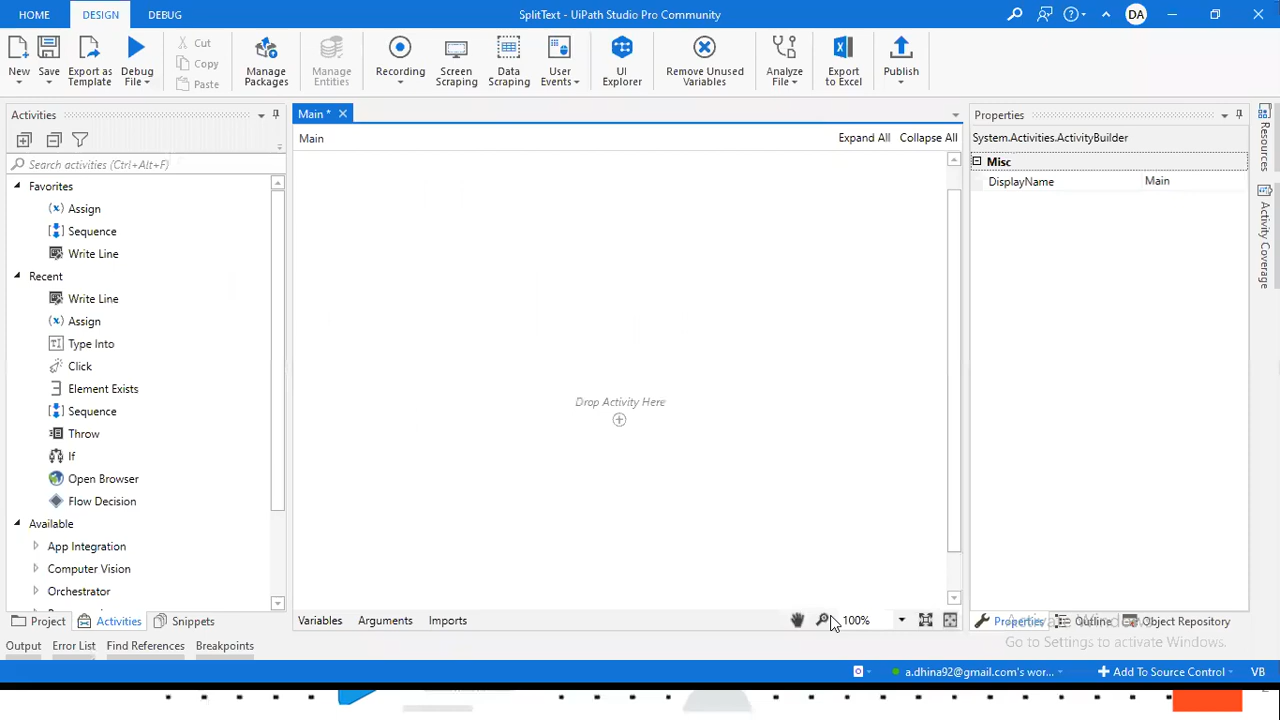 HOME
DESIGN
DEBUG
SplitText - UiPath Studio Pro Community
DA
New
Save
Export as Template
Debug File
Cut
Copy
Paste
Manage Packages
Manage Entities
Recording
Screen Scraping
Data Scraping
User Events
UI Explorer
Remove Unused Variables
Analyze File
Export to Excel
Publish
Activities
Search activities (Ctrl+Alt+F)
Favorites
Assign
Sequence
Write Line
Recent
Write Line
Assign
Type Into
Click
Element Exists
Sequence
Throw
If
Open Browser
Flow Decision
Available
App Integration
Computer Vision
Orchestrator
Project
Activities
Snippets
Main *
Main
Expand All
Collapse All
Drop Activity Here
Variables
Arguments
Imports
100%
Properties
System.Activities.ActivityBuilder
Misc
DisplayName
Main
Resources
Activity Coverage
Properties
Outline
Object Repository
Activate Windows
Go to Settings to activate Windows.
Output
Error List
Find References
Breakpoints
a.dhina92@gmail.com's wor...
Add To Source Control
VB